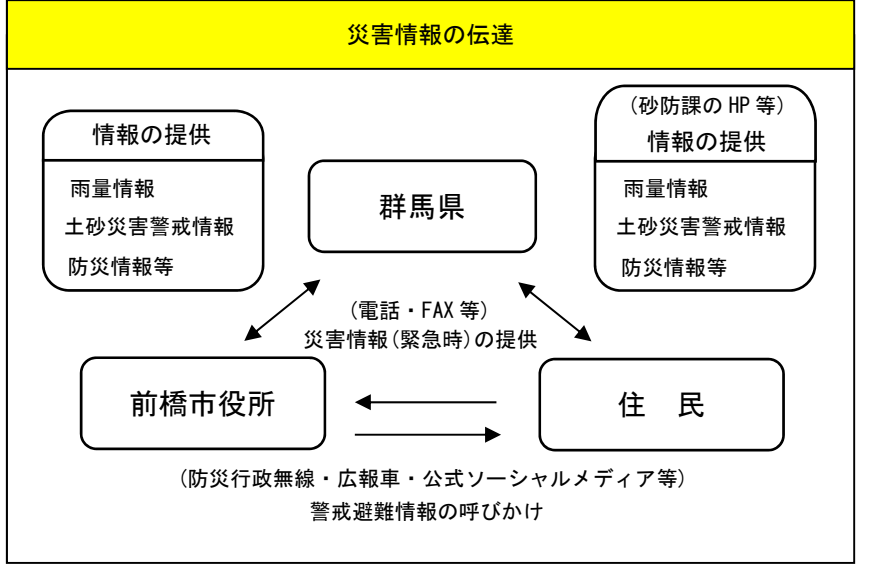 災害情報の伝達
情報の提供
雨量情報
土砂災害警戒情報
防災情報等
(砂防課の HP 等)
情報の提供
雨量情報
土砂災害警戒情報
防災情報等
群馬県
(電話・FAX 等)
災害情報(緊急時)の提供
前橋市役所
住　民
(防災行政無線・広報車・公式ソーシャルメディア等)
警戒避難情報の呼びかけ